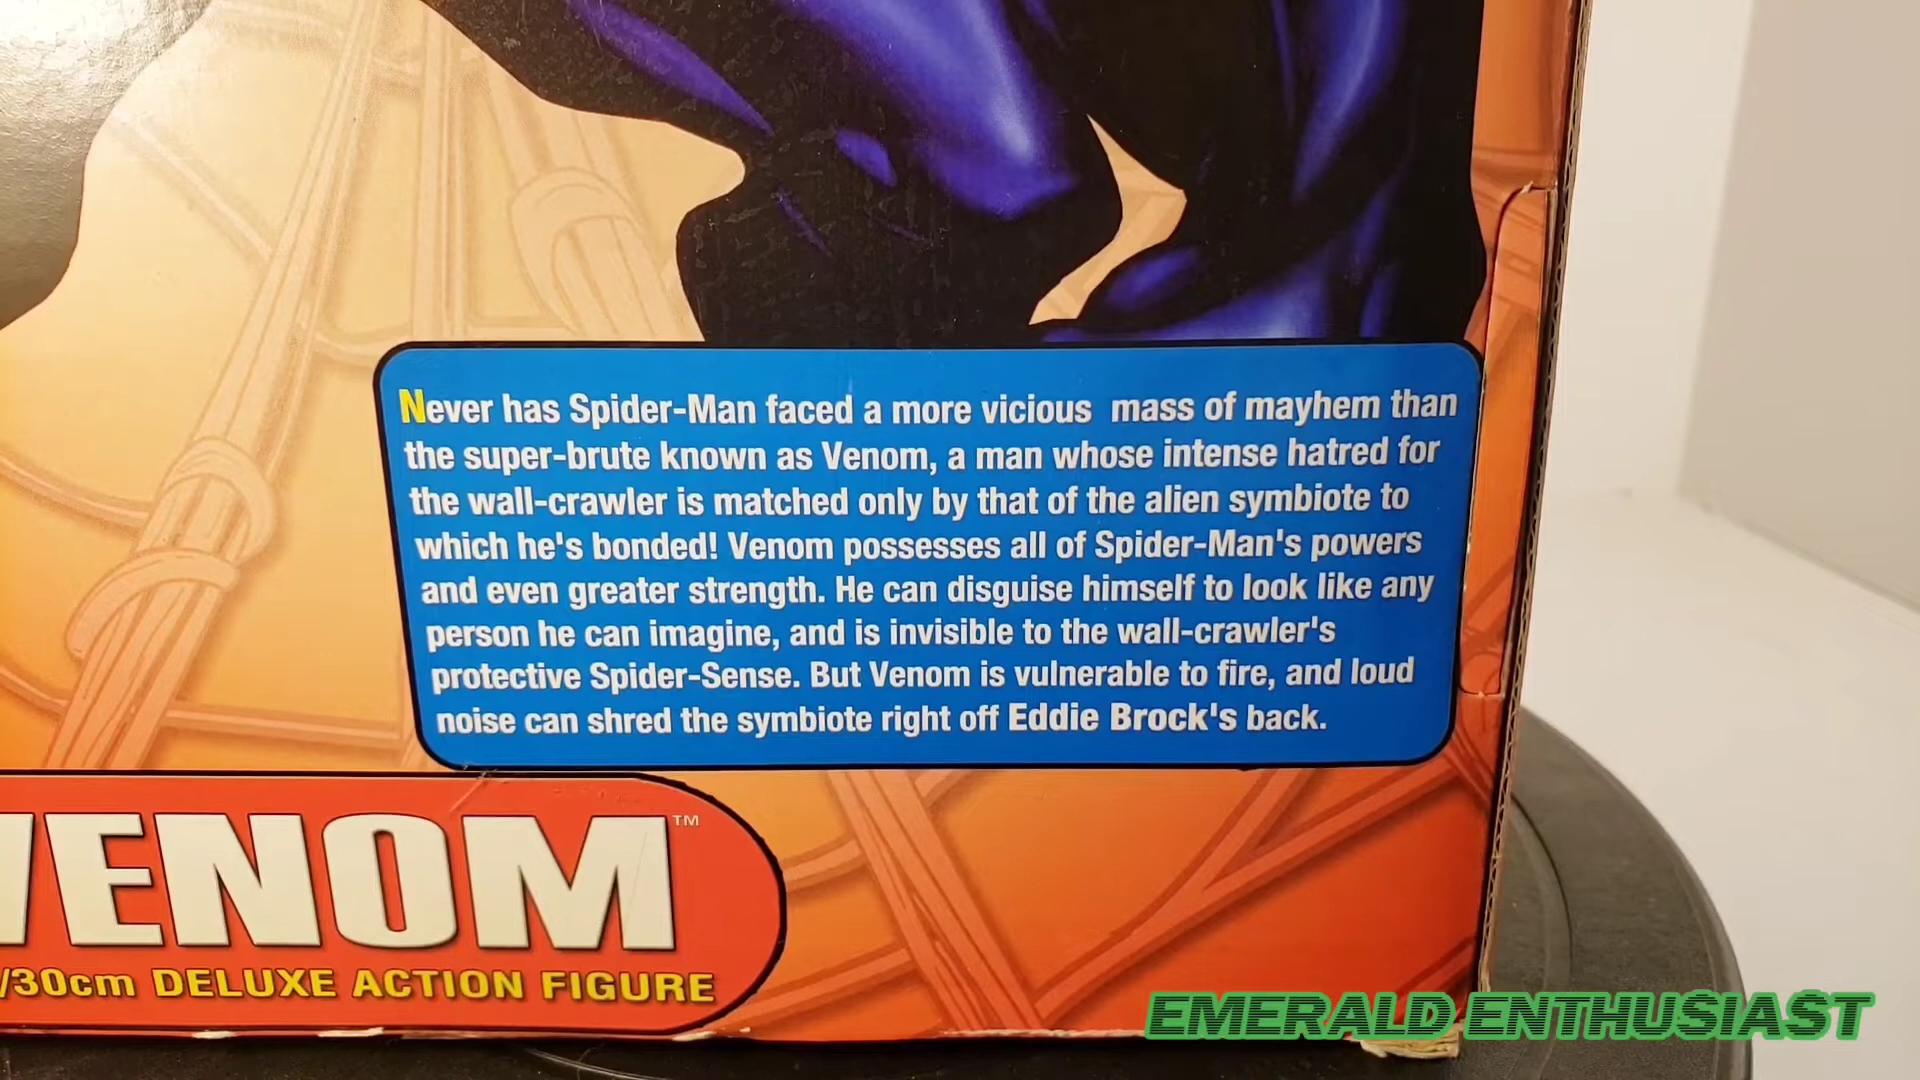 Never has Spider-Man faced a more vicious mass of mayhem than
the super-brute known as Venom, a man whose intense hatred for
the wall-crawler is matched only by that of the alien symbiote to
which he's bonded! Venom possesses all of Spider-Man's powers
and even greater strength. He can disguise himself to look like any
person he can imagine, and is invisible to the wall-crawler's
protective Spider-Sense. But Venom is vulnerable to fire, and loud
noise can shred the symbiote right off Eddie Brock's back.
VENOM™
/30cm DELUXE ACTION FIGURE
EMERALD ENTHUSIAST